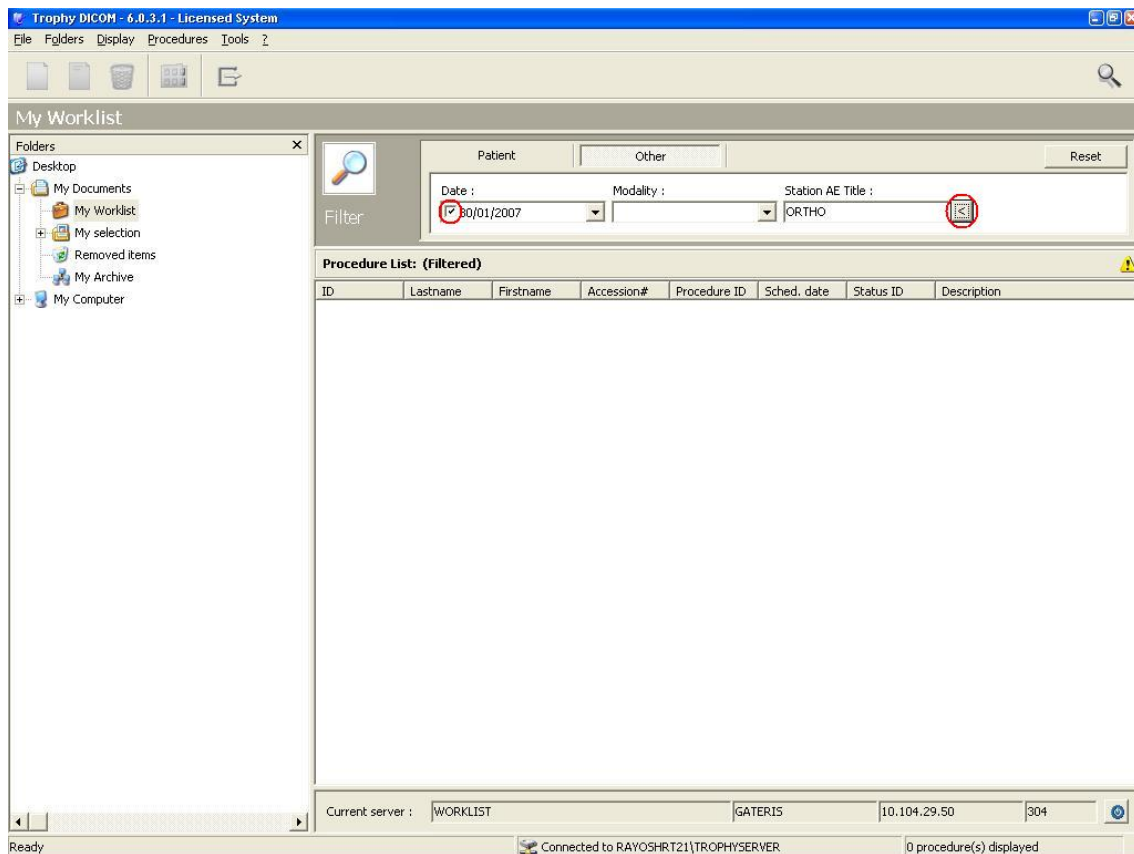 Trophy DICOM - 6.0.3.1 - Licensed System
File Folders Display Procedures Tools ?
My Worklist
Folders
Desktop
My Documents
My Worklist
My selection
Removed items
My Archive
My Computer
Filter
Patient Other Reset
Date : Modality : Station AE Title :
30/01/2007 ORTHO <
Procedure List: (Filtered)
ID Lastname Firstname Accession# Procedure ID Sched. date Status ID Description
Current server : WORKLIST GATERIS 10.104.29.50 304
Ready Connected to RAYOSHRT21\TROPHYSERVER 0 procedure(s) displayed